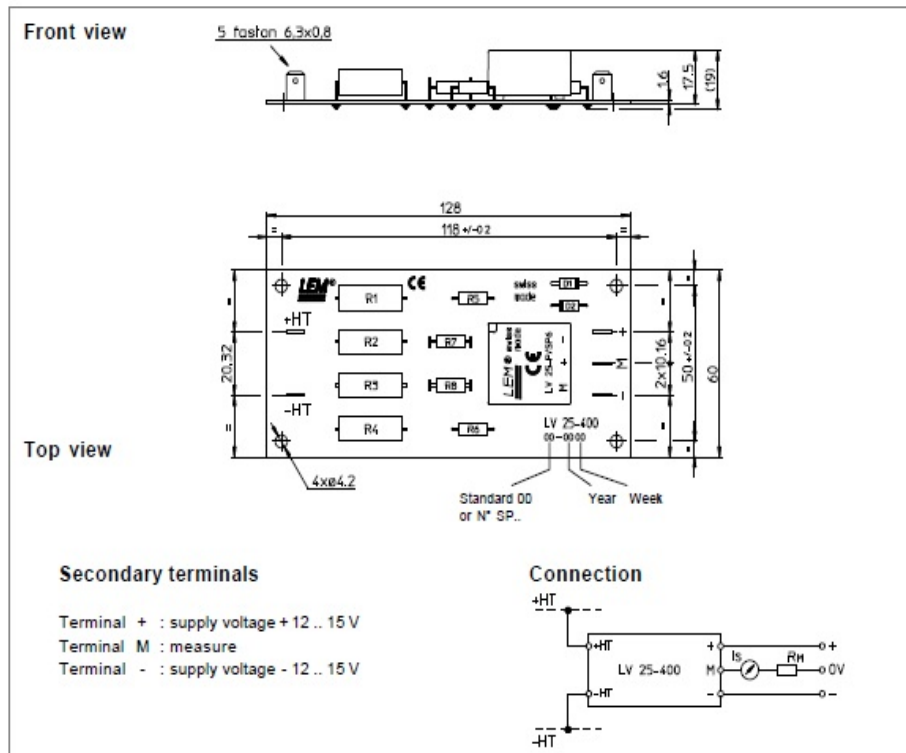 Front view
5 faston 6,3x0,8
1.6
17.5
(19)
128
118 +/-0.2
= =
LEM®
CE
R1
R5
swiss
made
D1
D2
+HT
R2
R7
LEM® swiss
made
CE
LV 25-P/SP6
M + -
+
M
-
20,32
2x10.16
50 +/-0.2
60
R3
R8
-HT
R4
R6
LV 25-400
00-0000
Top view
4xø4.2
Standard 00
or N° SP..
Year Week
Secondary terminals
Terminal + : supply voltage + 12 .. 15 V
Terminal M : measure
Terminal - : supply voltage - 12 .. 15 V
Connection
+HT
+HT
-HT
LV 25-400
+
M
-
Is
RM
+
0V
-
-HT